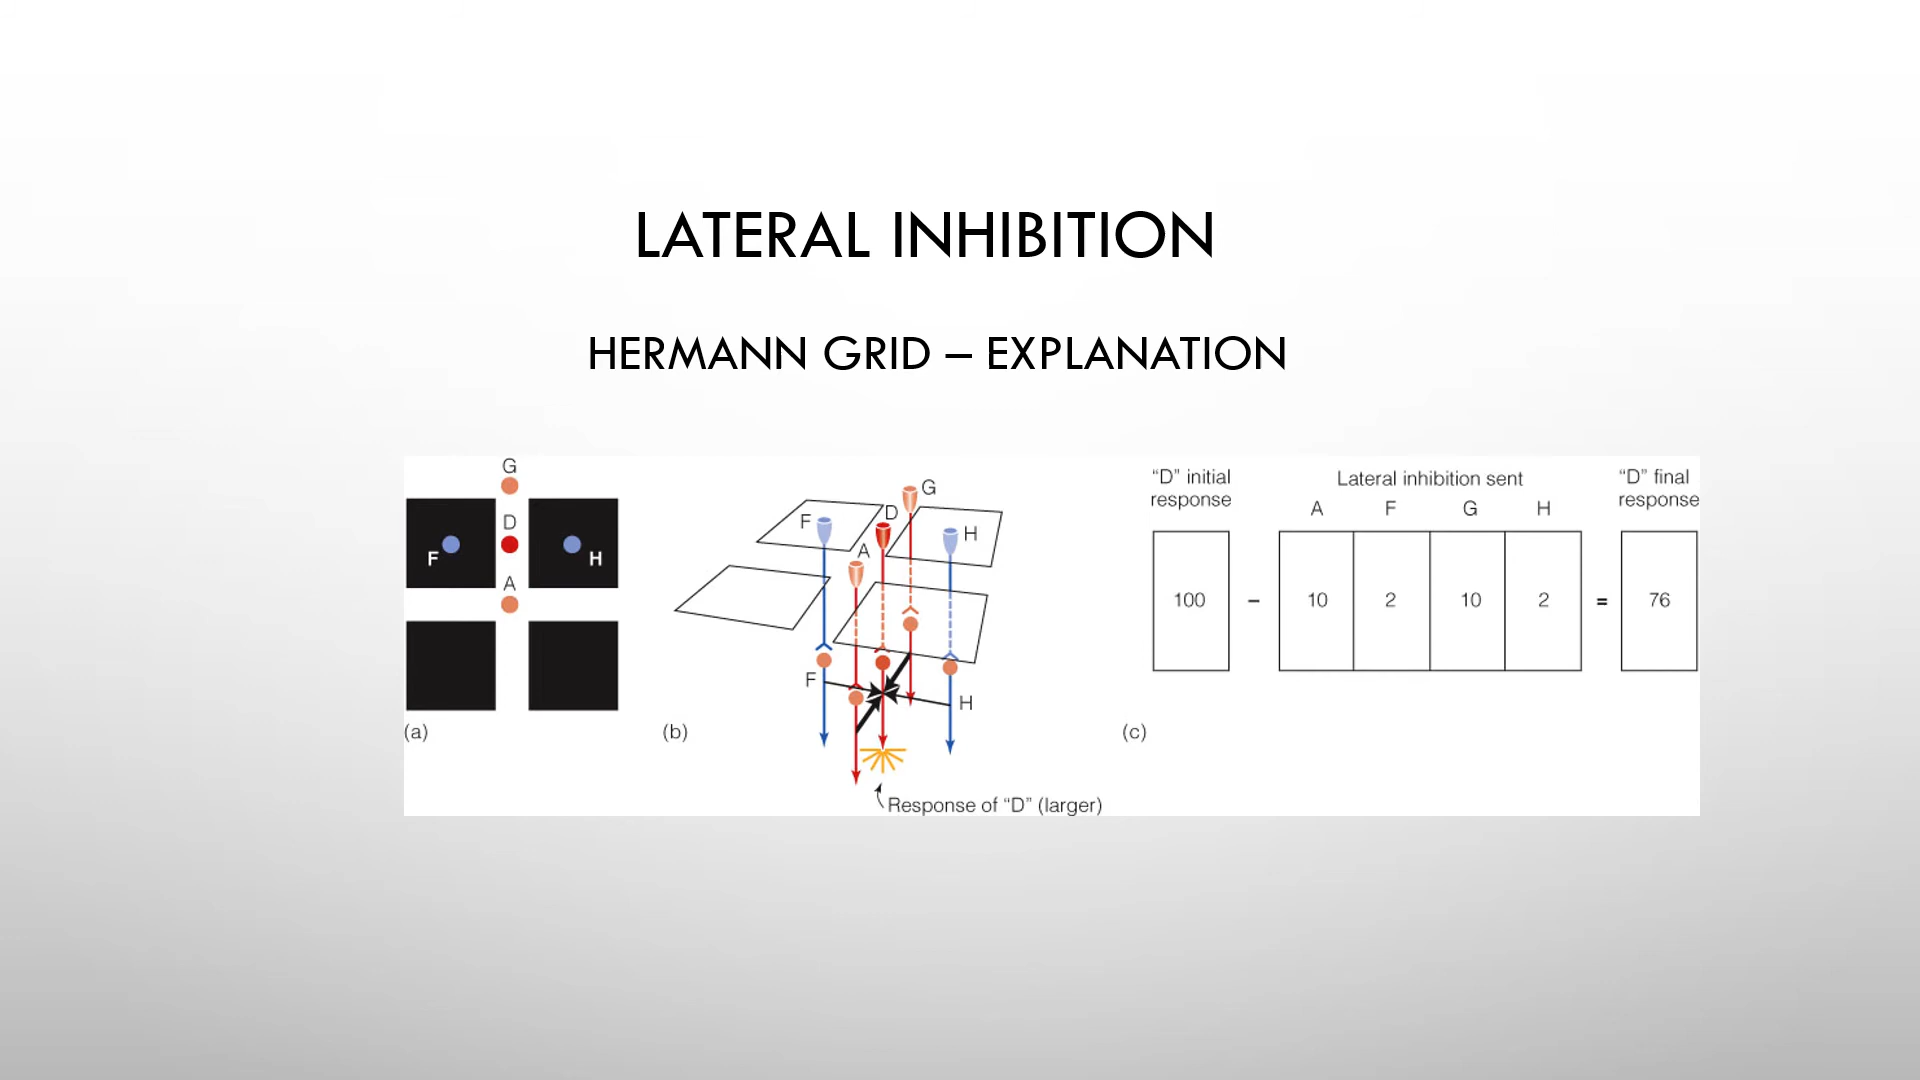 LATERAL INHIBITION
HERMANN GRID – EXPLANATION
G
D
F
H
A
(a)
G
F
D
H
A
F
H
(b)
Response of “D” (larger)
“D” initial
response
Lateral inhibition sent
“D” final
response
A F G H
100 – 10 2 10 2 = 76
(c)